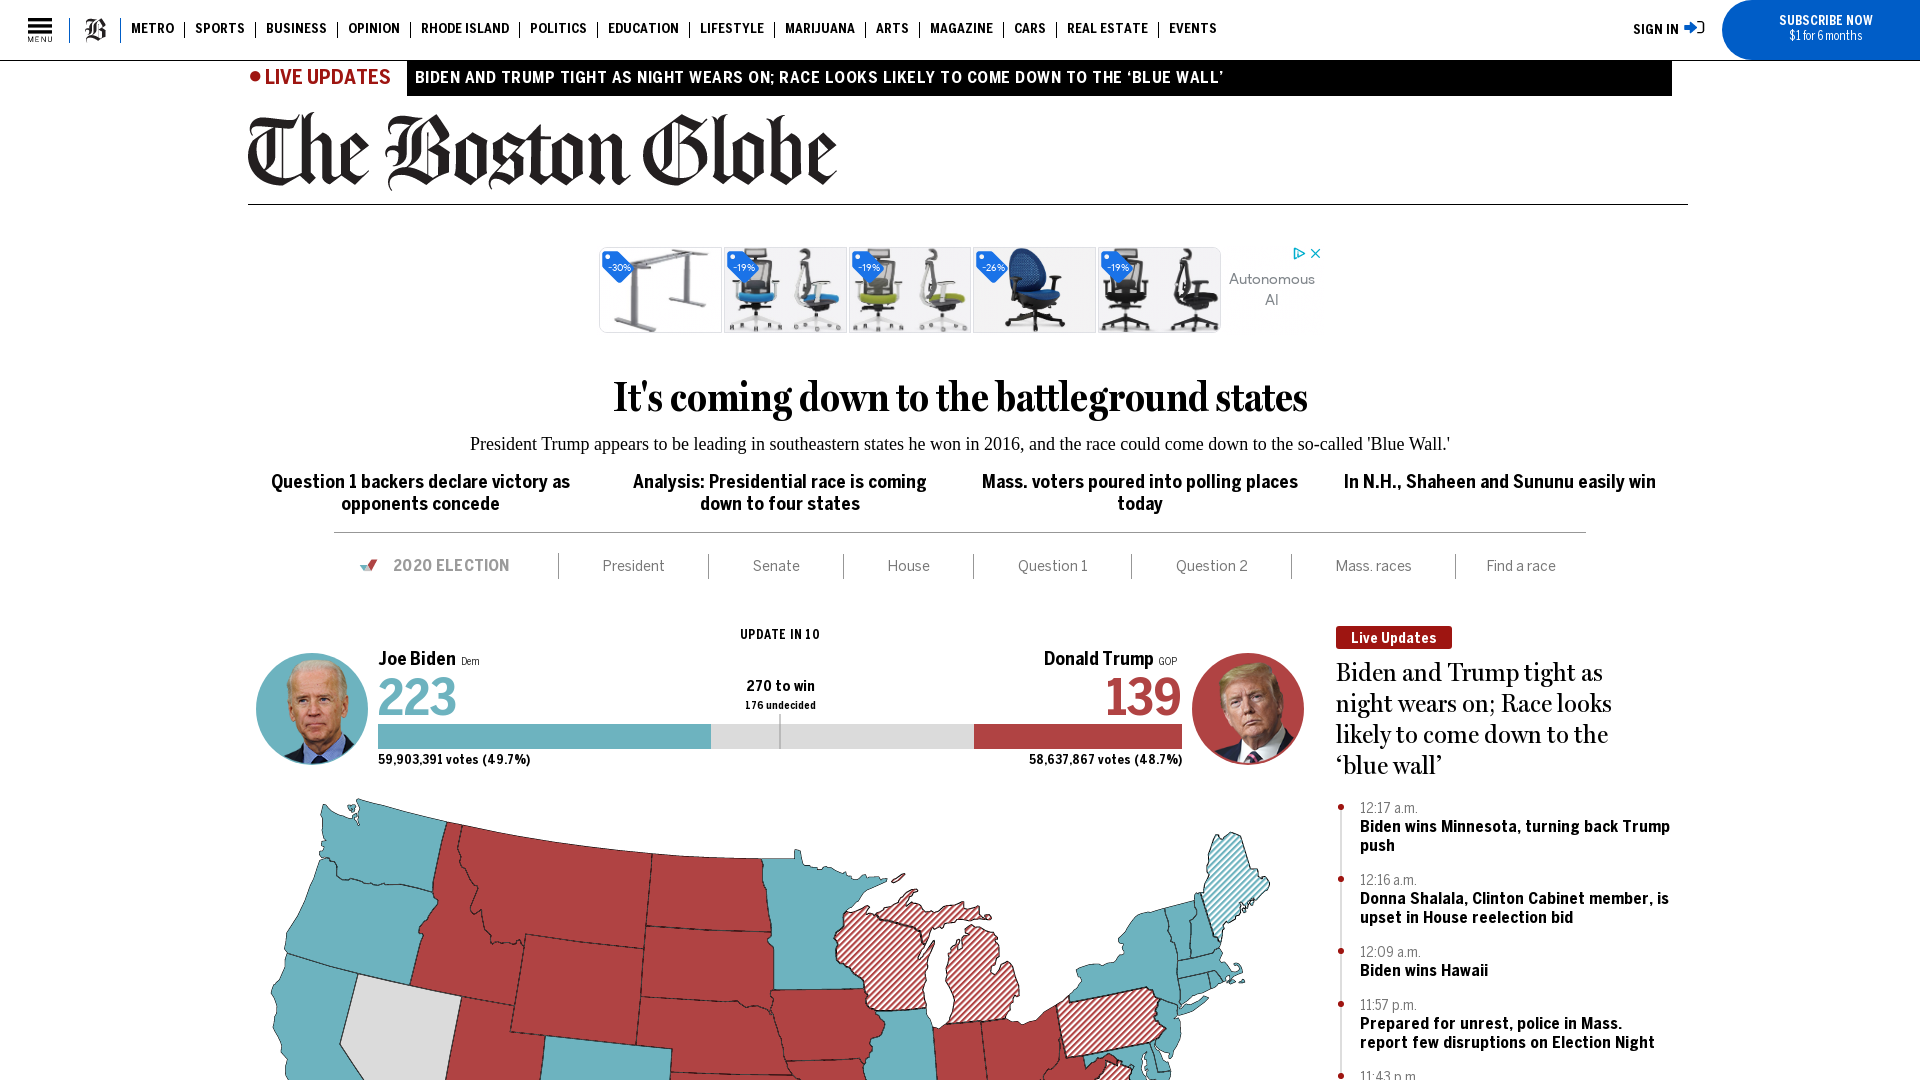 MENU
B
METRO
SPORTS
BUSINESS
OPINION
RHODE ISLAND
POLITICS
EDUCATION
LIFESTYLE
MARIJUANA
ARTS
MAGAZINE
CARS
REAL ESTATE
EVENTS
SIGN IN
SUBSCRIBE NOW
$1 for 6 months
LIVE UPDATES
BIDEN AND TRUMP TIGHT AS NIGHT WEARS ON; RACE LOOKS LIKELY TO COME DOWN TO THE ‘BLUE WALL’
The Boston Globe
-30%
-19%
-19%
-26%
-19%
Autonomous
AI
It's coming down to the battleground states
President Trump appears to be leading in southeastern states he won in 2016, and the race could come down to the so-called 'Blue Wall.'
Question 1 backers declare victory as
opponents concede
Analysis: Presidential race is coming
down to four states
Mass. voters poured into polling places
today
In N.H., Shaheen and Sununu easily win
2020 ELECTION
President
Senate
House
Question 1
Question 2
Mass. races
Find a race
UPDATE IN 10
Joe Biden Dem
223
270 to win
176 undecided
Donald Trump GOP
139
59,903,391 votes (49.7%)
58,637,867 votes (48.7%)
Live Updates
Biden and Trump tight as
night wears on; Race looks
likely to come down to the
‘blue wall’
12:17 a.m.
Biden wins Minnesota, turning back Trump
push
12:16 a.m.
Donna Shalala, Clinton Cabinet member, is
upset in House reelection bid
12:09 a.m.
Biden wins Hawaii
11:57 p.m.
Prepared for unrest, police in Mass.
report few disruptions on Election Night
11:43 p.m.